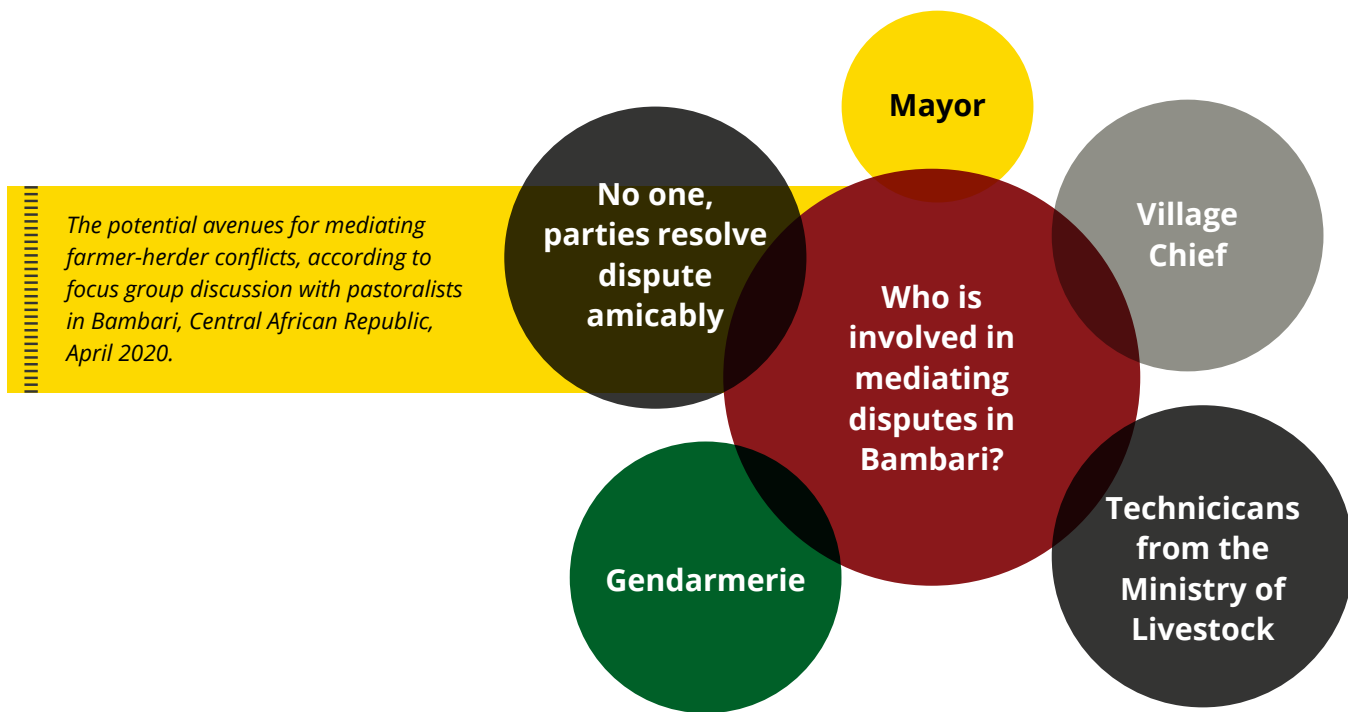 The potential avenues for mediating
farmer-herder conflicts, according to
focus group discussion with pastoralists
in Bambari, Central African Republic,
April 2020.
No one,
parties resolve
dispute
amicably
Mayor
Village
Chief
Who is
involved in
mediating
disputes in
Bambari?
Gendarmerie
Technicicans
from the
Ministry of
Livestock